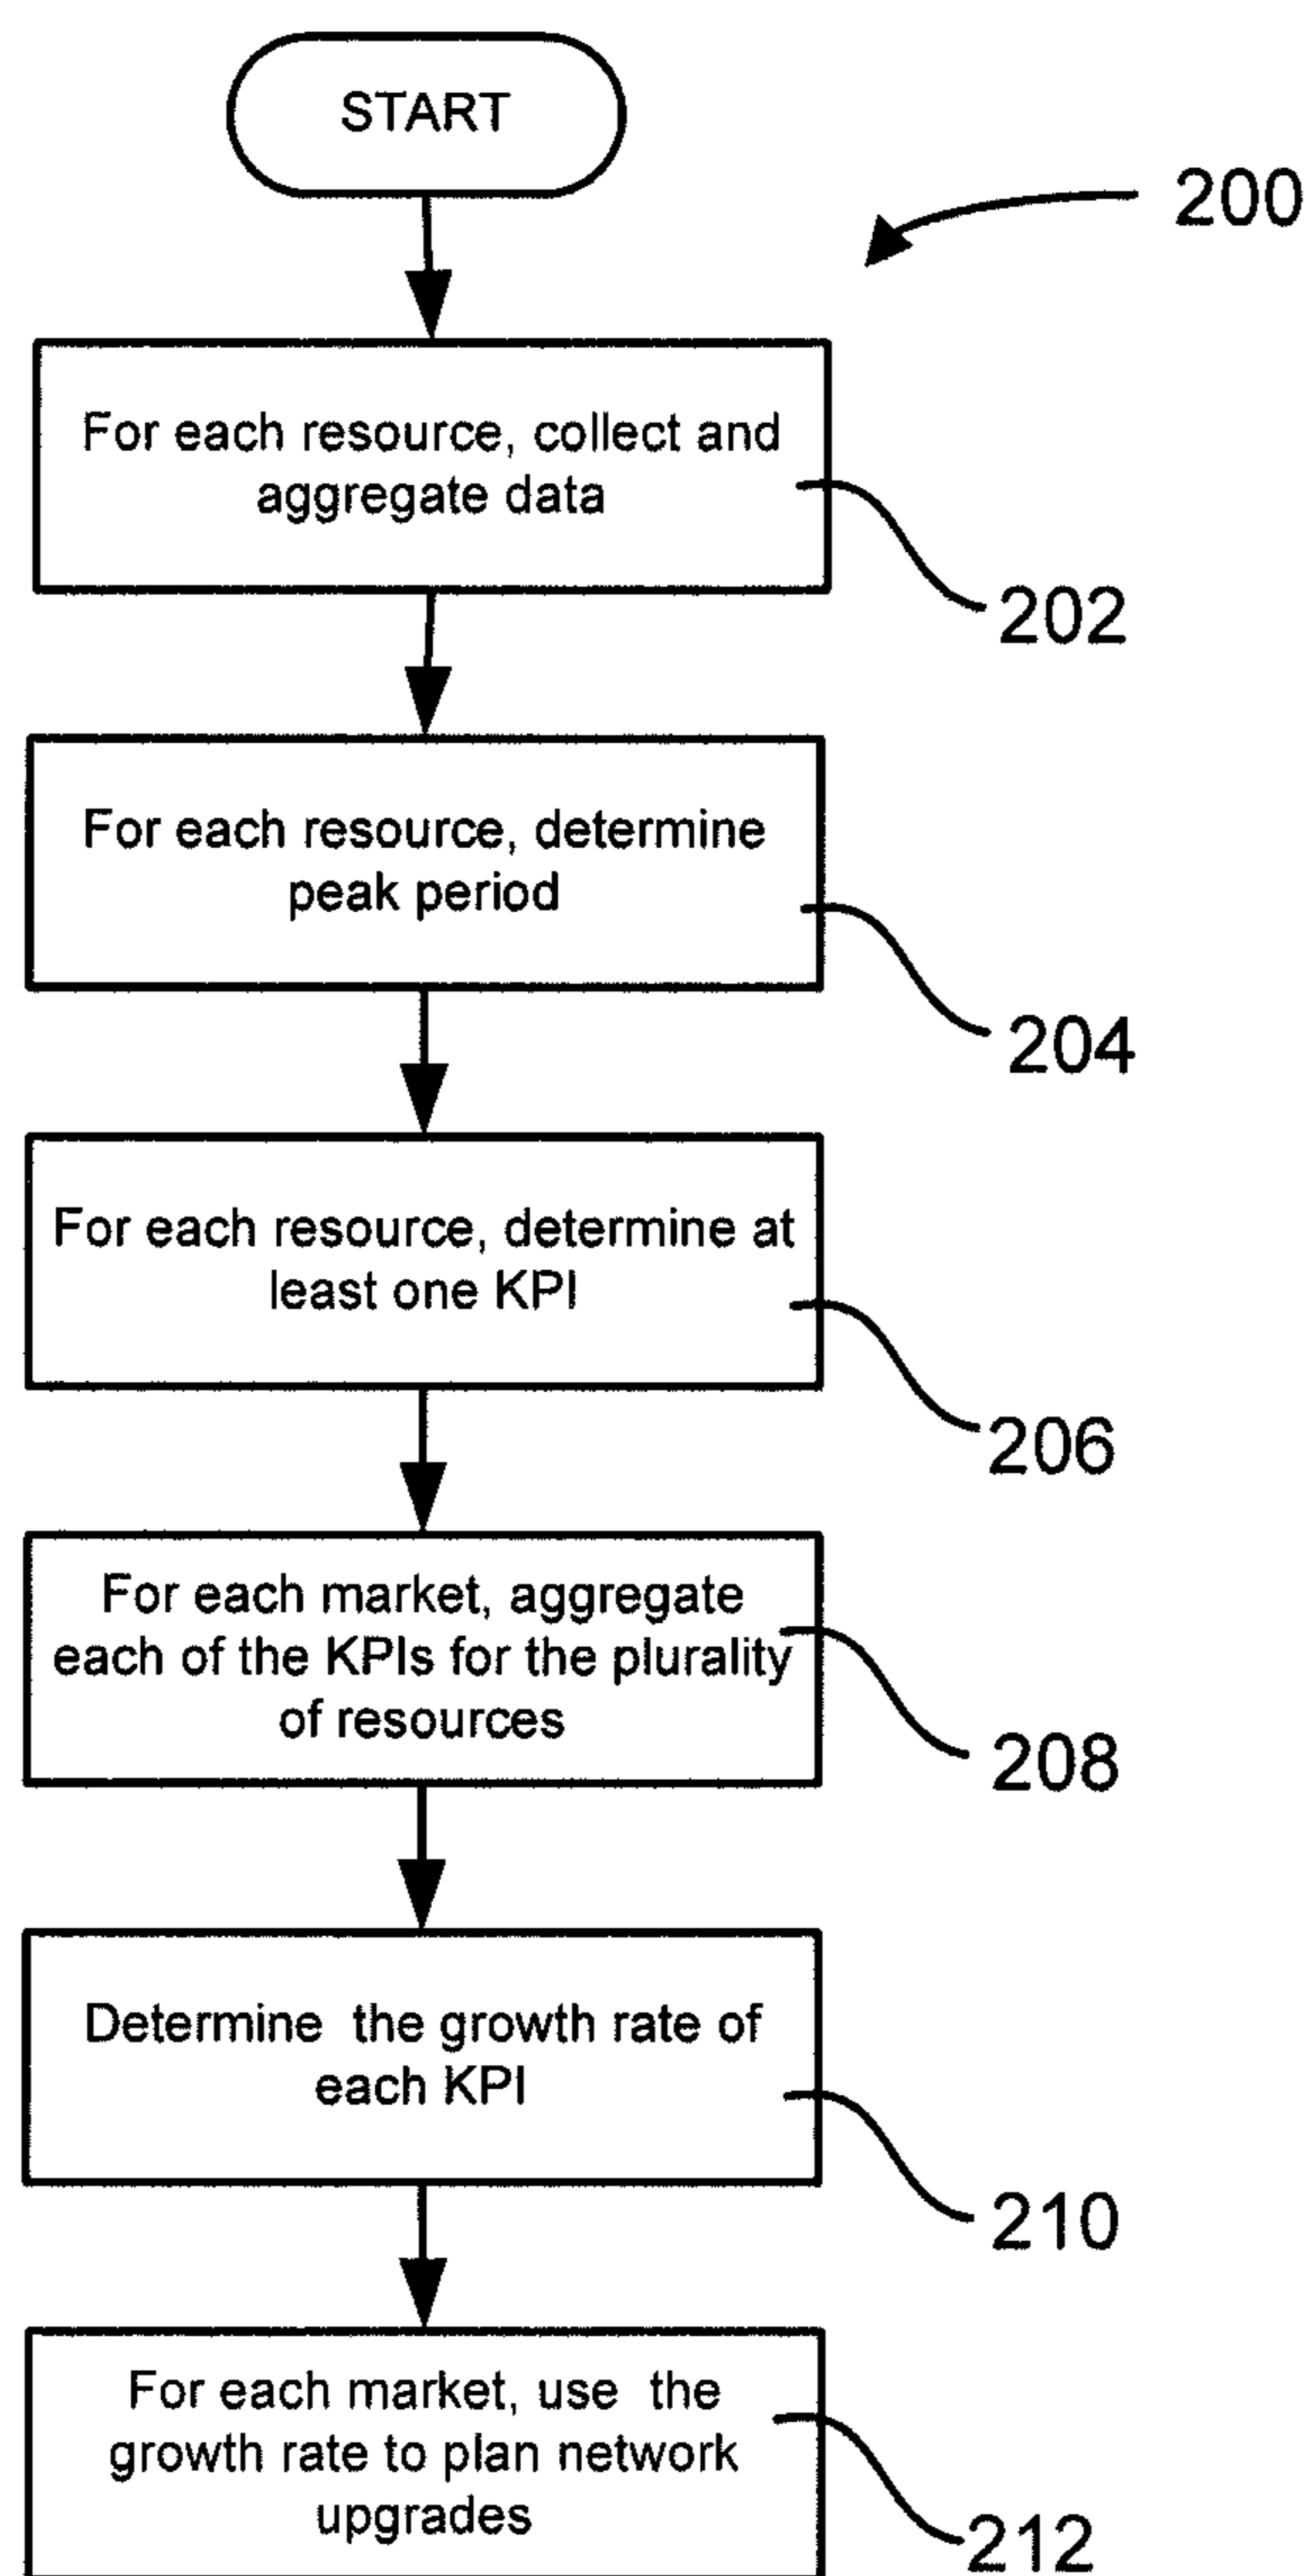 START
200
For each resource, collect and
aggregate data
202
For each resource, determine
peak period
204
For each resource, determine at
least one KPI
206
For each market, aggregate
each of the KPIs for the plurality
of resources
208
Determine  the growth rate of
each KPI
210
For each market, use  the
growth rate to plan network
upgrades
212